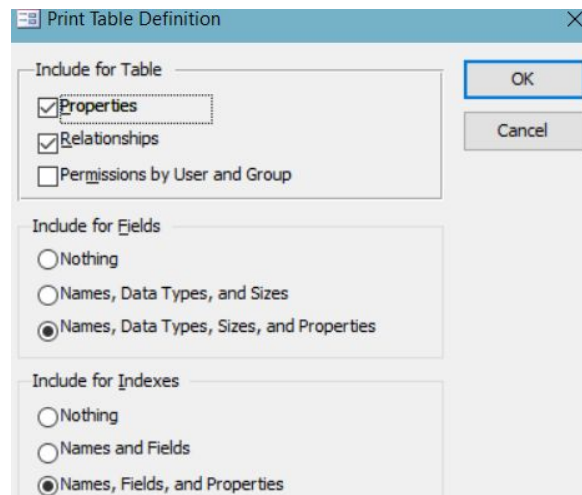 Print Table Definition
Include for Table
Properties
Relationships
Permissions by User and Group
OK
Cancel
Include for Fields
Nothing
Names, Data Types, and Sizes
Names, Data Types, Sizes, and Properties
Include for Indexes
Nothing
Names and Fields
Names, Fields, and Properties